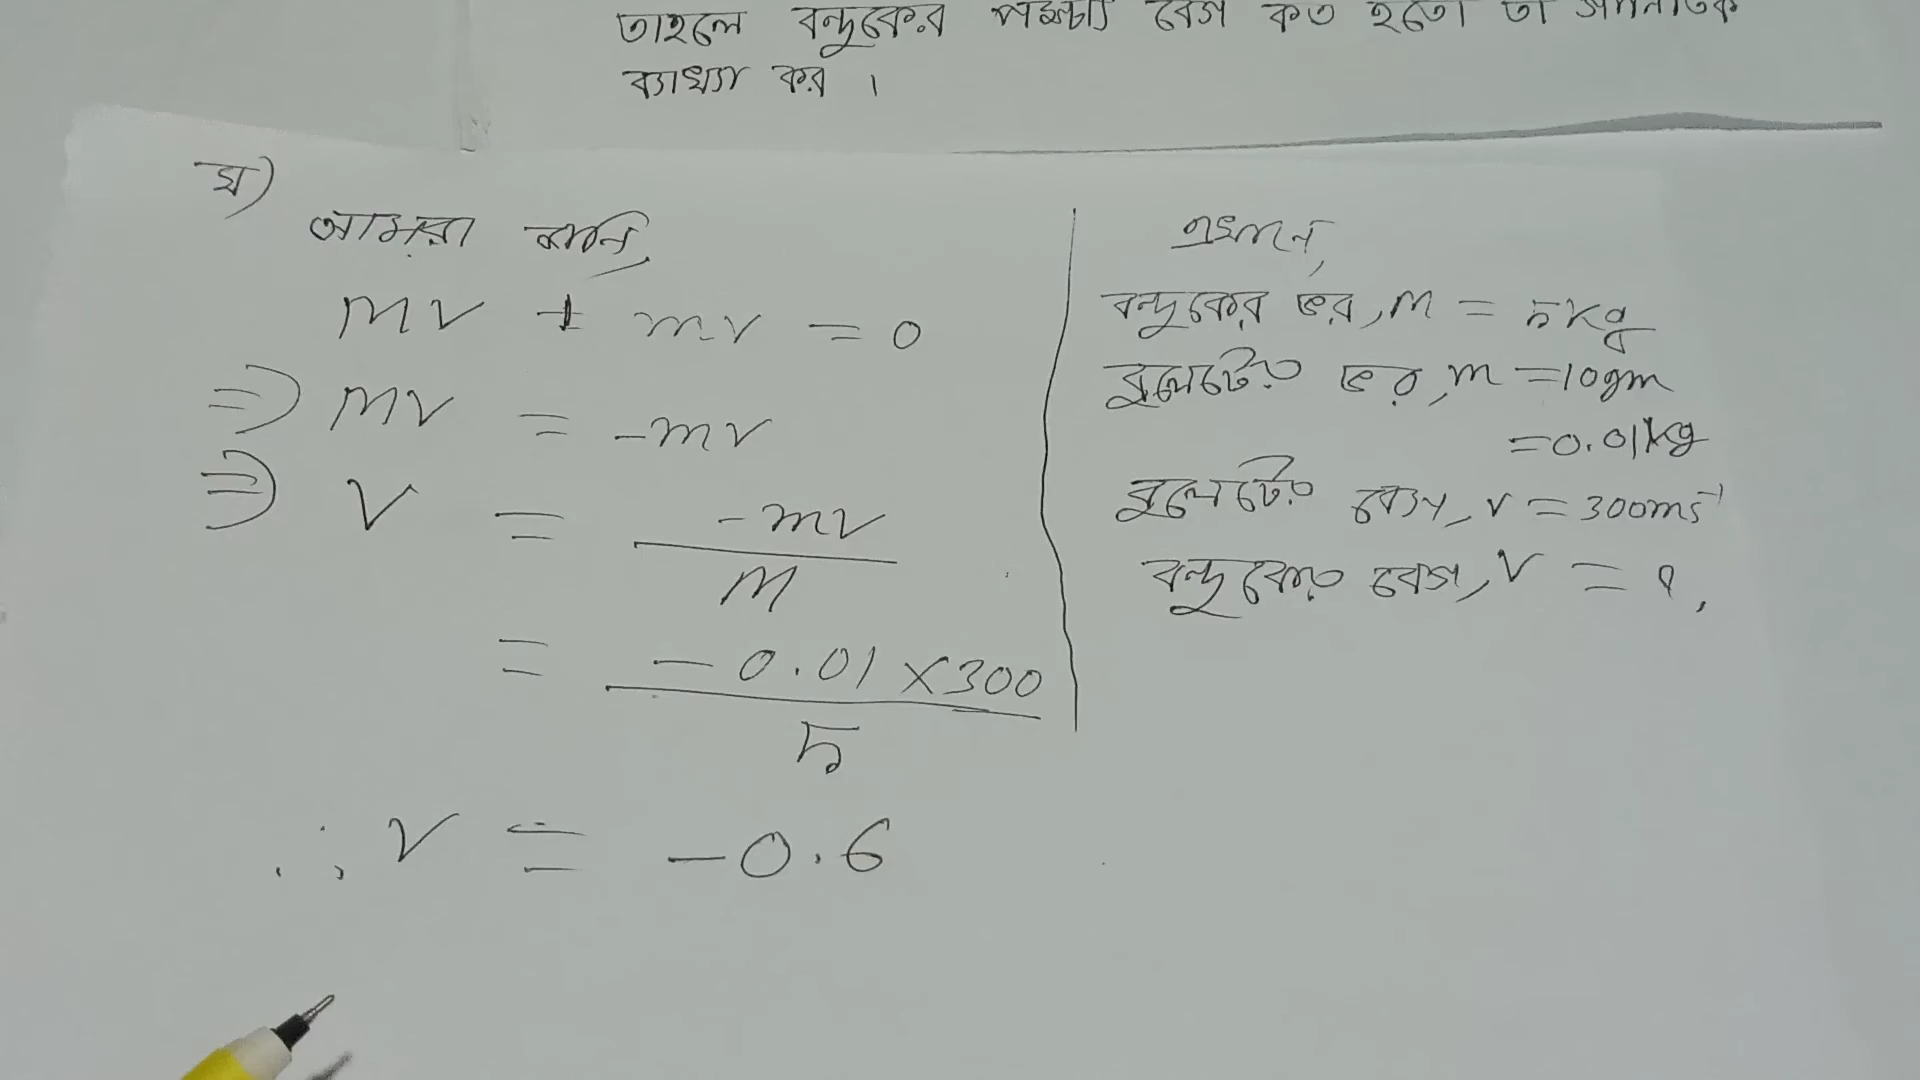 তাহলে বন্দুকের পশ্চাৎ বেগ কত হতো তা
ব্যাখ্যা কর ।
ঘ)
আমরা জানি,
MV + mv = 0
⇒ MV = -mv
⇒ V = -mv / M
= -0.01 × 300 / 5
∴ V = -0.6
এখানে,
বন্দুকের ভর, M = 5kg
বুলেটের ভর, m = 10gm
= 0.01kg
বুলেটের বেগ, v = 300ms⁻¹
বন্দুকের বেগ, V = ?